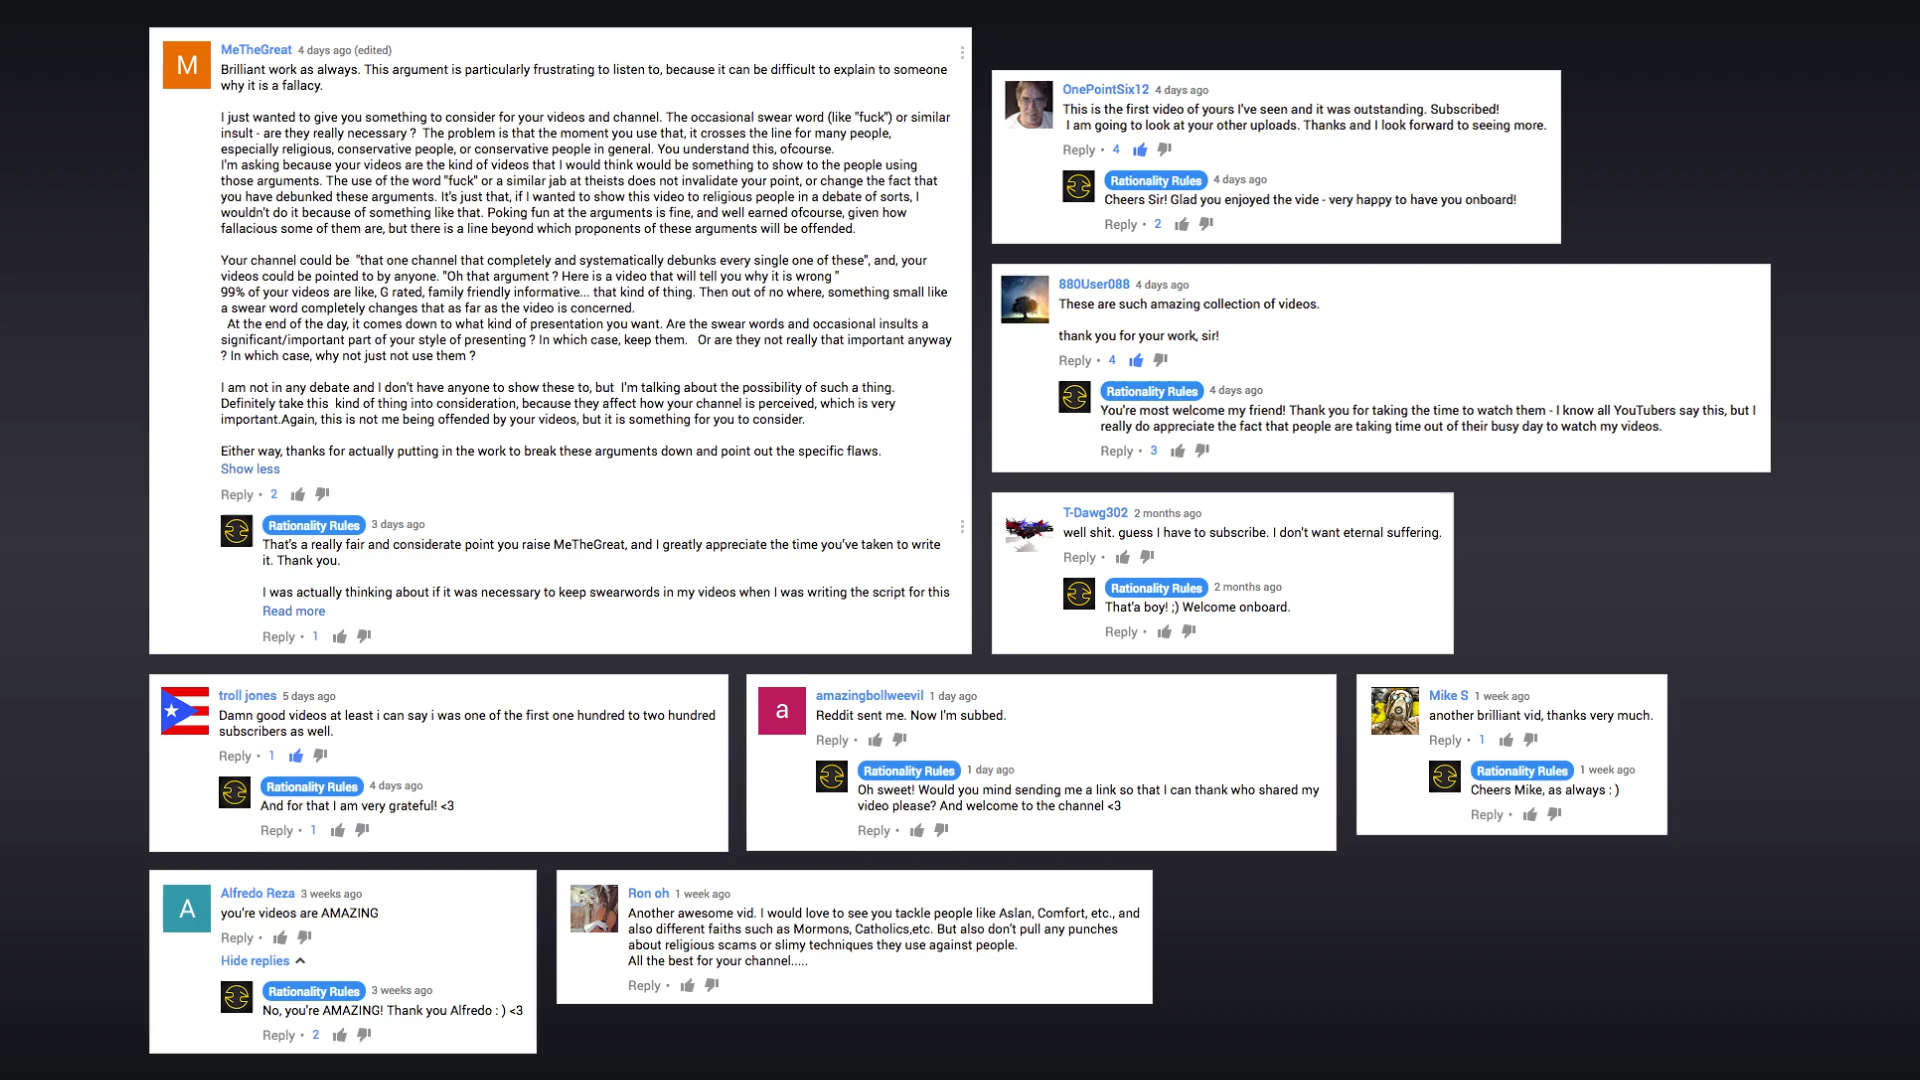 M
MeTheGreat 4 days ago (edited)
Brilliant work as always. This argument is particularly frustrating to listen to, because it can be difficult to explain to someone
why it is a fallacy.
I just wanted to give you something to consider for your videos and channel. The occasional swear word (like "fuck") or similar
insult - are they really necessary ? The problem is that the moment you use that, it crosses the line for many people,
especially religious, conservative people, or conservative people in general. You understand this, ofcourse.
I'm asking because your videos are the kind of videos that I would think would be something to show to the people using
those arguments. The use of the word "fuck" or a similar jab at theists does not invalidate your point, or change the fact that
you have debunked these arguments. It's just that, if I wanted to show this video to religious people in a debate of sorts, I
wouldn't do it because of something like that. Poking fun at the arguments is fine, and well earned ofcourse, given how
fallacious some of them are, but there is a line beyond which proponents of these arguments will be offended.
Your channel could be "that one channel that completely and systematically debunks every single one of these", and, your
videos could be pointed to by anyone. "Oh that argument ? Here is a video that will tell you why it is wrong "
99% of your videos are like, G rated, family friendly informative... that kind of thing. Then out of no where, something small like
a swear word completely changes that as far as the video is concerned.
At the end of the day, it comes down to what kind of presentation you want. Are the swear words and occasional insults a
significant/important part of your style of presenting ? In which case, keep them. Or are they not really that important anyway
? In which case, why not just not use them ?
I am not in any debate and I don't have anyone to show these to, but I'm talking about the possibility of such a thing.
Definitely take this kind of thing into consideration, because they affect how your channel is perceived, which is very
important.Again, this is not me being offended by your videos, but it is something for you to consider.
Either way, thanks for actually putting in the work to break these arguments down and point out the specific flaws.
Show less
Reply • 2
Rationality Rules 3 days ago
That's a really fair and considerate point you raise MeTheGreat, and I greatly appreciate the time you've taken to write
it. Thank you.
I was actually thinking about if it was necessary to keep swearwords in my videos when I was writing the script for this
Read more
Reply • 1
OnePointSix12 4 days ago
This is the first video of yours I've seen and it was outstanding. Subscribed!
I am going to look at your other uploads. Thanks and I look forward to seeing more.
Reply • 4
Rationality Rules 4 days ago
Cheers Sir! Glad you enjoyed the vide - very happy to have you onboard!
Reply • 2
880User088 4 days ago
These are such amazing collection of videos.
thank you for your work, sir!
Reply • 4
Rationality Rules 4 days ago
You're most welcome my friend! Thank you for taking the time to watch them - I know all YouTubers say this, but I
really do appreciate the fact that people are taking time out of their busy day to watch my videos.
Reply • 3
T-Dawg302 2 months ago
well shit. guess I have to subscribe. I don't want eternal suffering.
Reply •
Rationality Rules 2 months ago
That'a boy! ;) Welcome onboard.
Reply •
troll jones 5 days ago
Damn good videos at least i can say i was one of the first one hundred to two hundred
subscribers as well.
Reply • 1
Rationality Rules 4 days ago
And for that I am very grateful! <3
Reply • 1
a
amazingbollweevil 1 day ago
Reddit sent me. Now I'm subbed.
Reply •
Rationality Rules 1 day ago
Oh sweet! Would you mind sending me a link so that I can thank who shared my
video please? And welcome to the channel <3
Reply •
Mike S 1 week ago
another brilliant vid, thanks very much.
Reply • 1
Rationality Rules 1 week ago
Cheers Mike, as always : )
Reply •
A
Alfredo Reza 3 weeks ago
you're videos are AMAZING
Reply •
Hide replies
Rationality Rules 3 weeks ago
No, you're AMAZING! Thank you Alfredo : ) <3
Reply • 2
Ron oh 1 week ago
Another awesome vid. I would love to see you tackle people like Aslan, Comfort, etc., and
also different faiths such as Mormons, Catholics,etc. But also don't pull any punches
about religious scams or slimy techniques they use against people.
All the best for your channel.....
Reply •